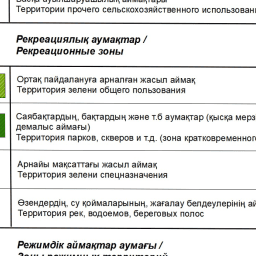 Территории прочего сельскохозяйственного использован
Рекреациялық аумақтар /
Рекреационные зоны
Ортақ пайдалануға арналған жасыл аймақ
Территория зелени общего пользования
Саябақтардың, бақтардың және т.б аумақтар (қысқа мерз
демалыс аймағы)
Территория парков, скверов и т.д. (зона кратковременног
Арнайы мақсаттағы жасыл аймақ
Территория зелени спецназначения
Өзендердің, су қоймаларының, жағалау белдеулерінің ай
Территория рек, водоемов, береговых полос
Режимдік аймақтар аумағы /